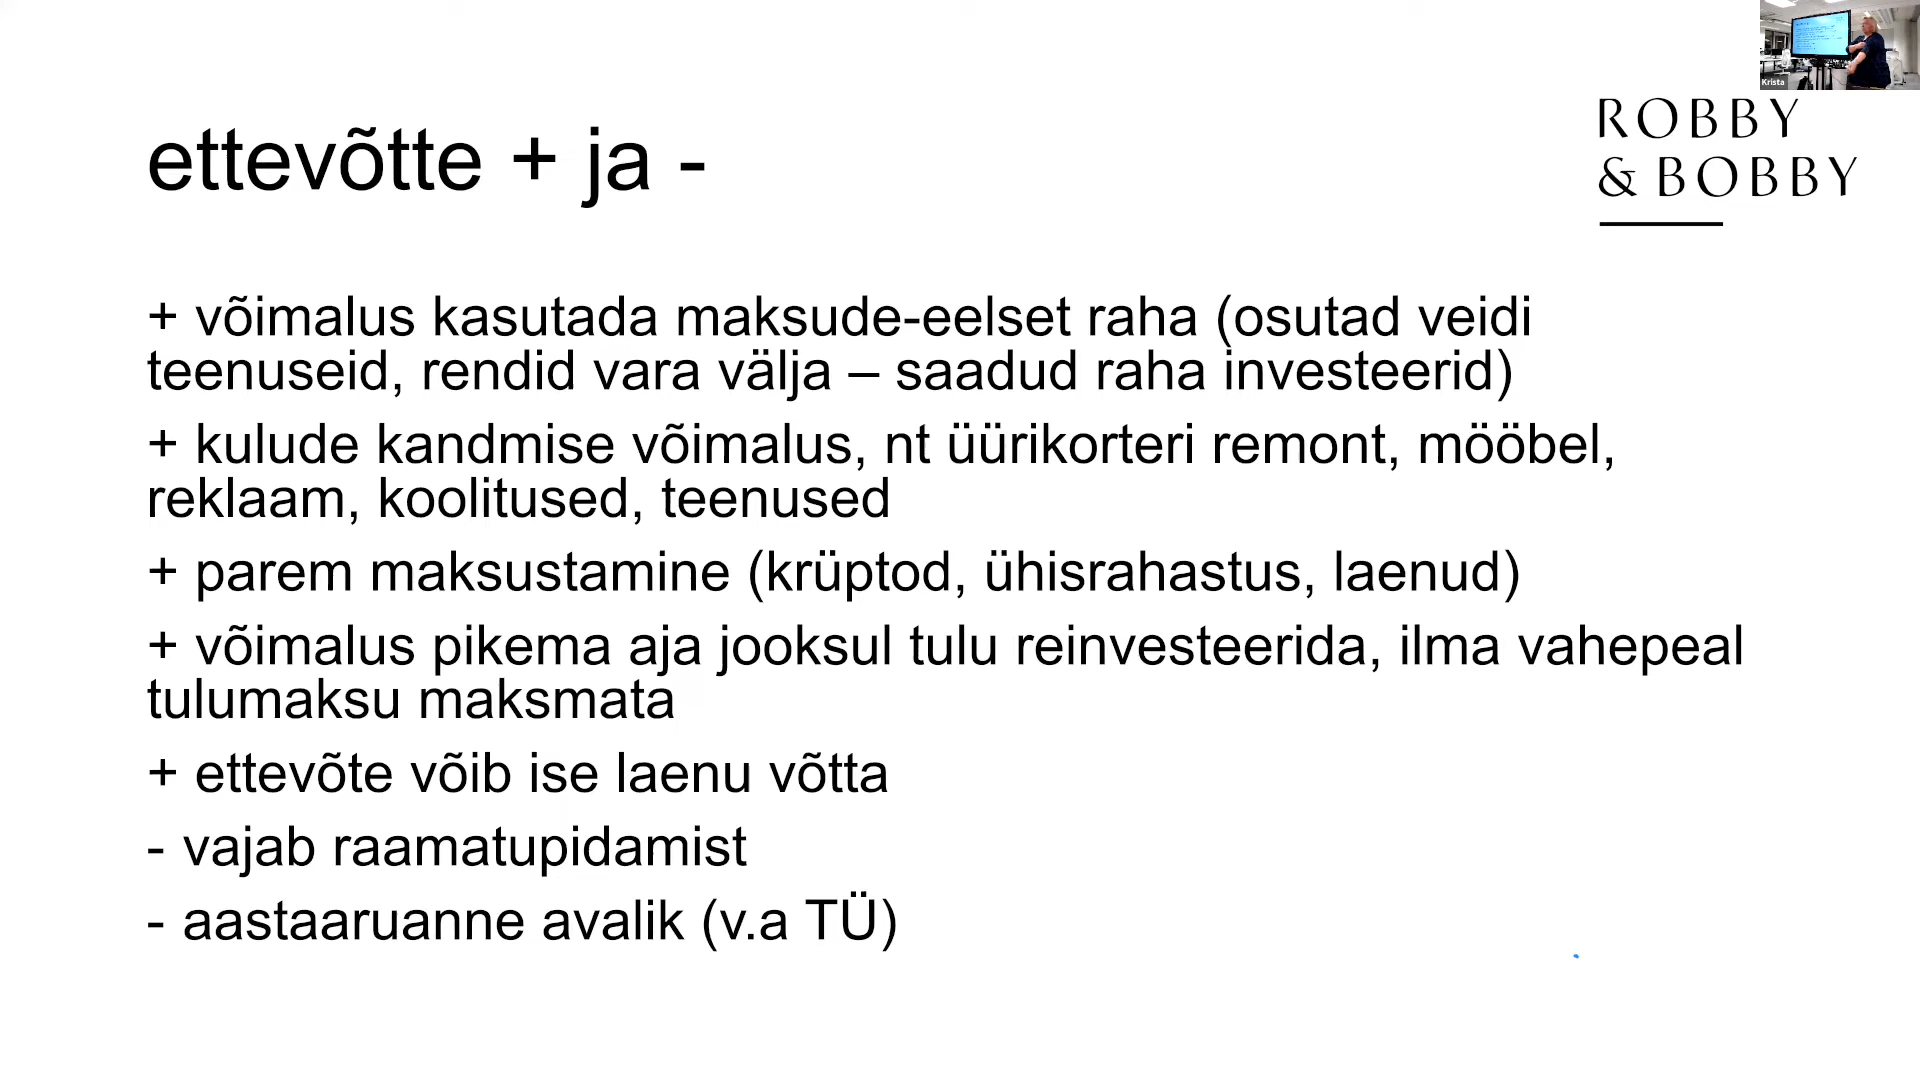 Krista
ROBBY
& BOBBY
ettevõtte + ja -
+ võimalus kasutada maksude-eelset raha (osutad veidi
teenuseid, rendid vara välja – saadud raha investeerid)
+ kulude kandmise võimalus, nt üürikorteri remont, mööbel,
reklaam, koolitused, teenused
+ parem maksustamine (krüptod, ühisrahastus, laenud)
+ võimalus pikema aja jooksul tulu reinvesteerida, ilma vahepeal
tulumaksu maksmata
+ ettevõte võib ise laenu võtta
- vajab raamatupidamist
- aastaaruanne avalik (v.a TÜ)